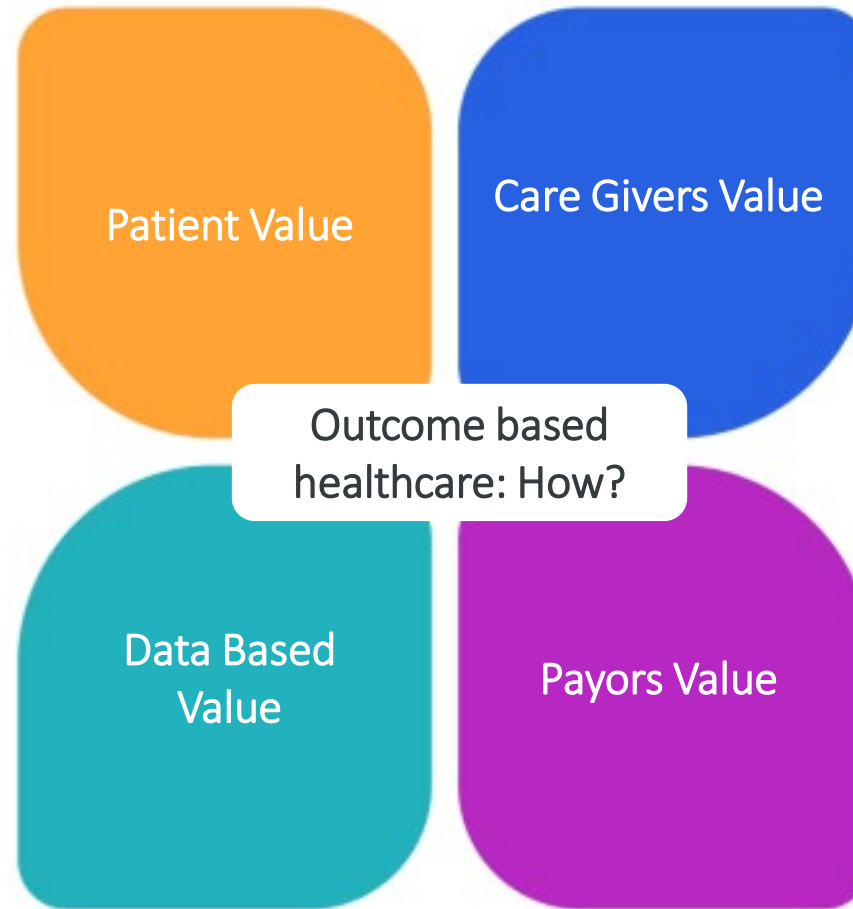 Patient Value
Care Givers Value
Outcome based
healthcare: How?
Data Based
Value
Payors Value